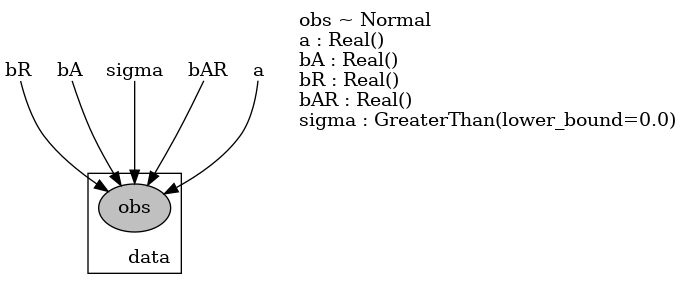 bR bA sigma bAR a
obs
data
obs ~ Normal
a : Real()
bA : Real()
bR : Real()
bAR : Real()
sigma : GreaterThan(lower_bound=0.0)